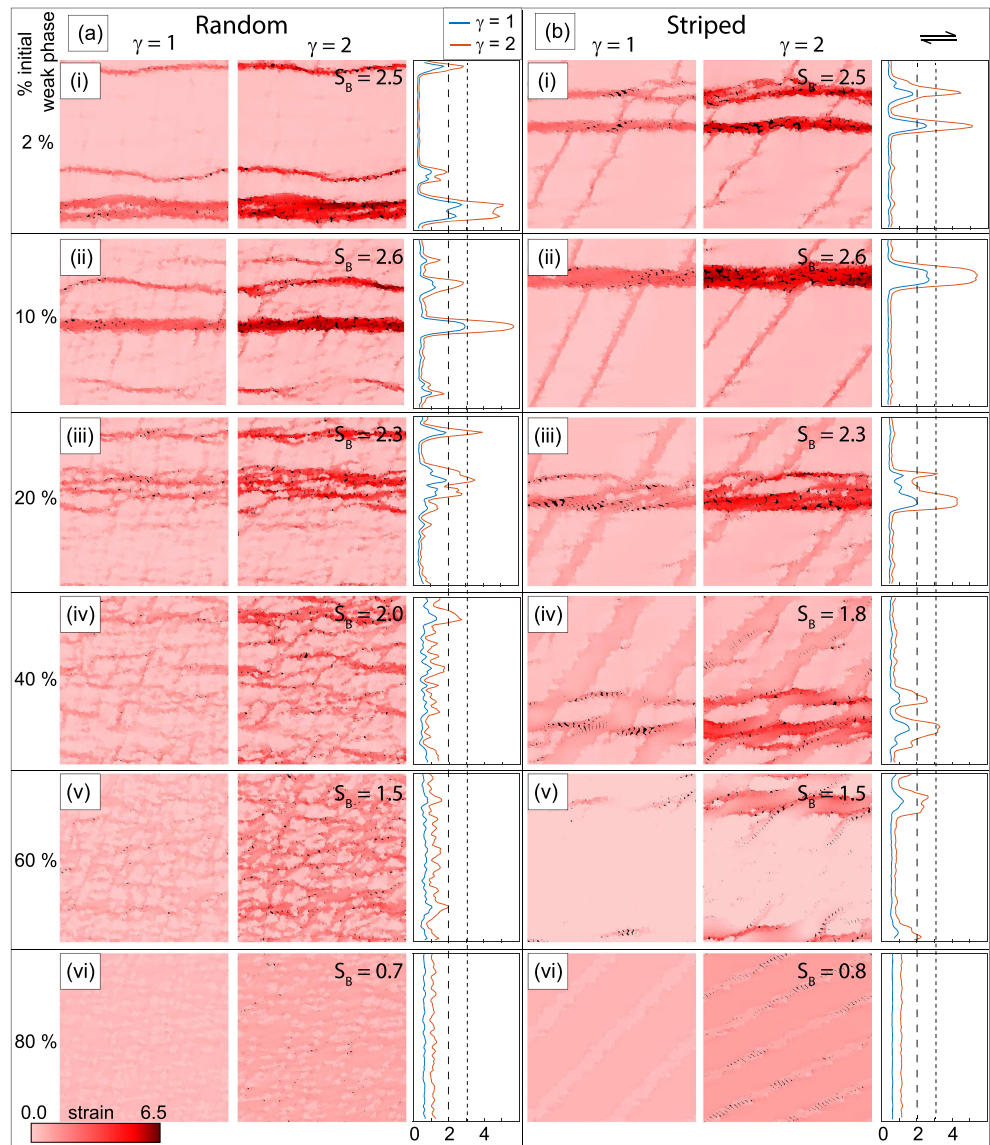 (a) Random
γ = 1 γ = 2
γ = 1
γ = 2
(b) Striped
γ = 1 γ = 2
% initial
weak phase
2 %
(i) S_B = 2.5
(i) S_B = 2.5
10 %
(ii) S_B = 2.6
(ii) S_B = 2.6
20 %
(iii) S_B = 2.3
(iii) S_B = 2.3
40 %
(iv) S_B = 2.0
(iv) S_B = 1.8
60 %
(v) S_B = 1.5
(v) S_B = 1.5
80 %
(vi) S_B = 0.7
(vi) S_B = 0.8
0.0 strain 6.5
0 2 4
0 2 4